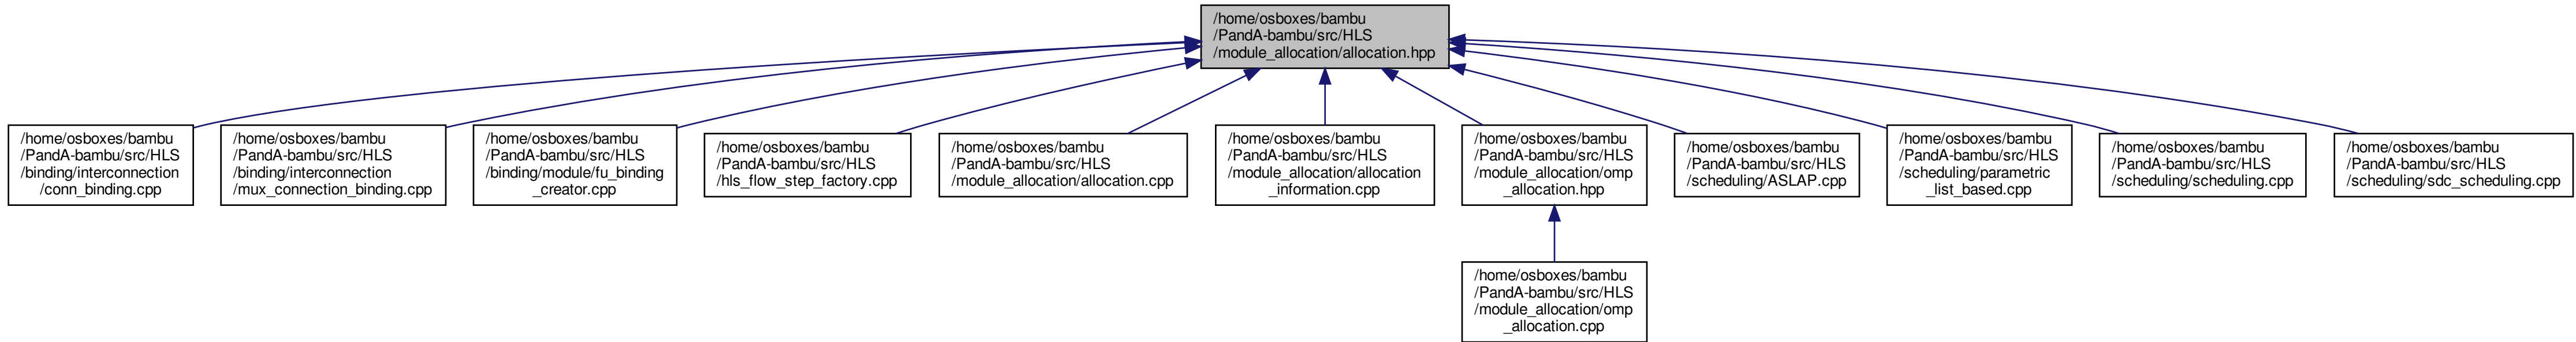 /home/osboxes/bambu
/PandA-bambu/src/HLS
/module_allocation/allocation.hpp
/home/osboxes/bambu
/PandA-bambu/src/HLS
/binding/interconnection
/conn_binding.cpp
/home/osboxes/bambu
/PandA-bambu/src/HLS
/binding/interconnection
/mux_connection_binding.cpp
/home/osboxes/bambu
/PandA-bambu/src/HLS
/binding/module/fu_binding
_creator.cpp
/home/osboxes/bambu
/PandA-bambu/src/HLS
/hls_flow_step_factory.cpp
/home/osboxes/bambu
/PandA-bambu/src/HLS
/module_allocation/allocation.cpp
/home/osboxes/bambu
/PandA-bambu/src/HLS
/module_allocation/allocation
_information.cpp
/home/osboxes/bambu
/PandA-bambu/src/HLS
/module_allocation/omp
_allocation.hpp
/home/osboxes/bambu
/PandA-bambu/src/HLS
/scheduling/ASLAP.cpp
/home/osboxes/bambu
/PandA-bambu/src/HLS
/scheduling/parametric
_list_based.cpp
/home/osboxes/bambu
/PandA-bambu/src/HLS
/scheduling/scheduling.cpp
/home/osboxes/bambu
/PandA-bambu/src/HLS
/scheduling/sdc_scheduling.cpp
/home/osboxes/bambu
/PandA-bambu/src/HLS
/module_allocation/omp
_allocation.cpp